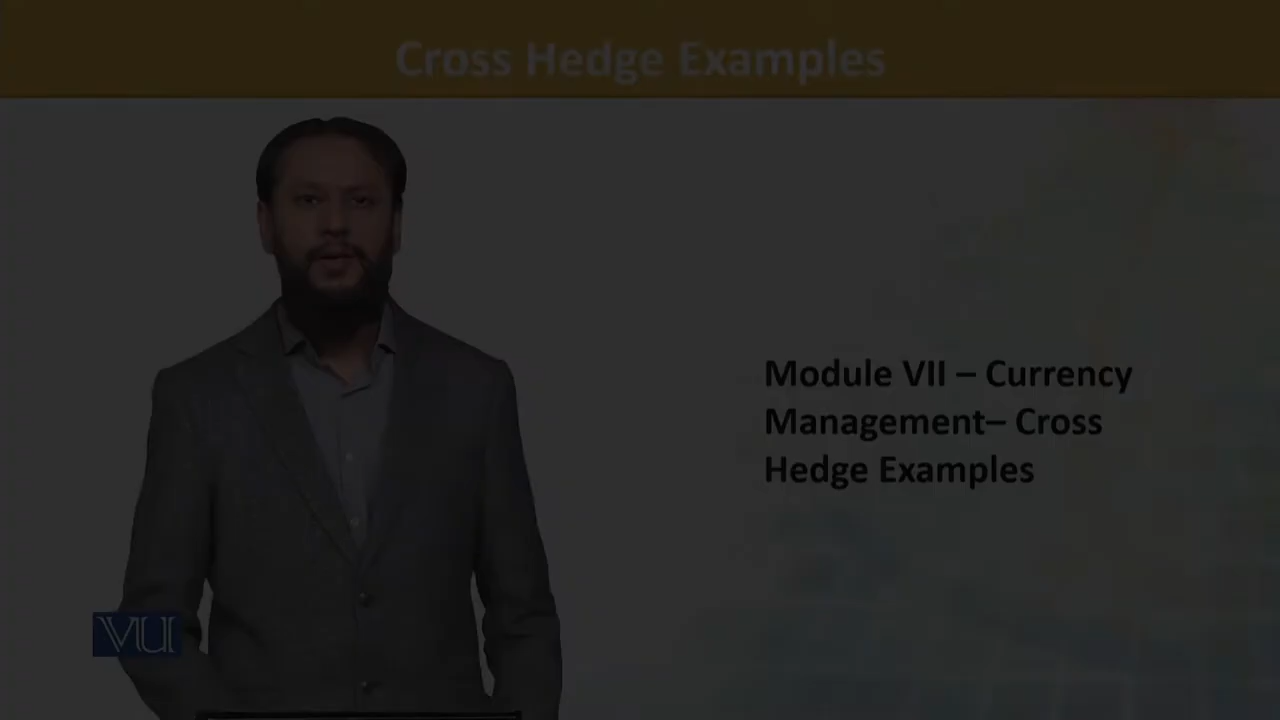 Cross Hedge Examples
Module VII – Currency
Management– Cross
Hedge Examples
VU